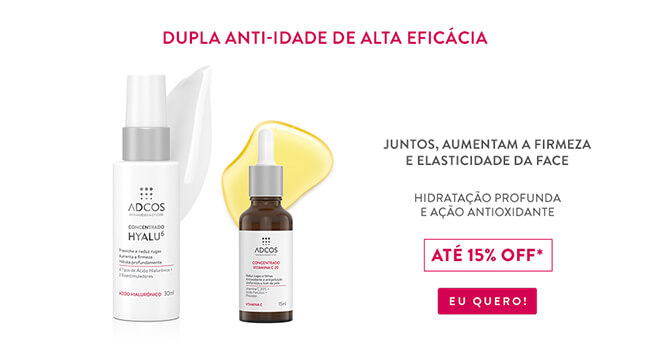 DUPLA ANTI-IDADE DE ALTA EFICÁCIA
ADCOS
CONCENTRADO
HYALU6
Preenche e reduz rugas
Aumenta a firmeza
Hidrata profundamente
ÁCIDO HIALURÔNICO
30ml
ADCOS
CONCENTRADO
VITAMINA C 20
VITAMINA C
15ml
JUNTOS, AUMENTAM A FIRMEZA
E ELASTICIDADE DA FACE
HIDRATAÇÃO PROFUNDA
E AÇÃO ANTIOXIDANTE
ATÉ 15% OFF*
EU QUERO!